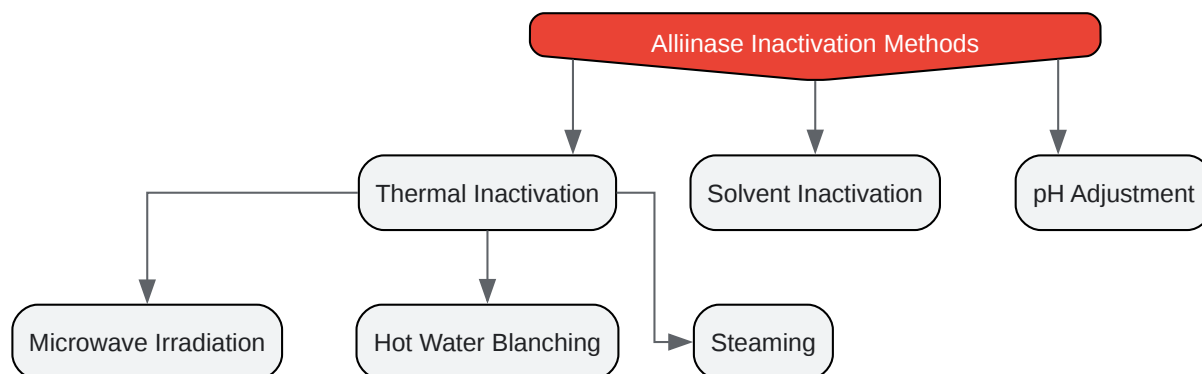 Alliinase Inactivation Methods
Thermal Inactivation
Solvent Inactivation
pH Adjustment
Microwave Irradiation
Hot Water Blanching
Steaming